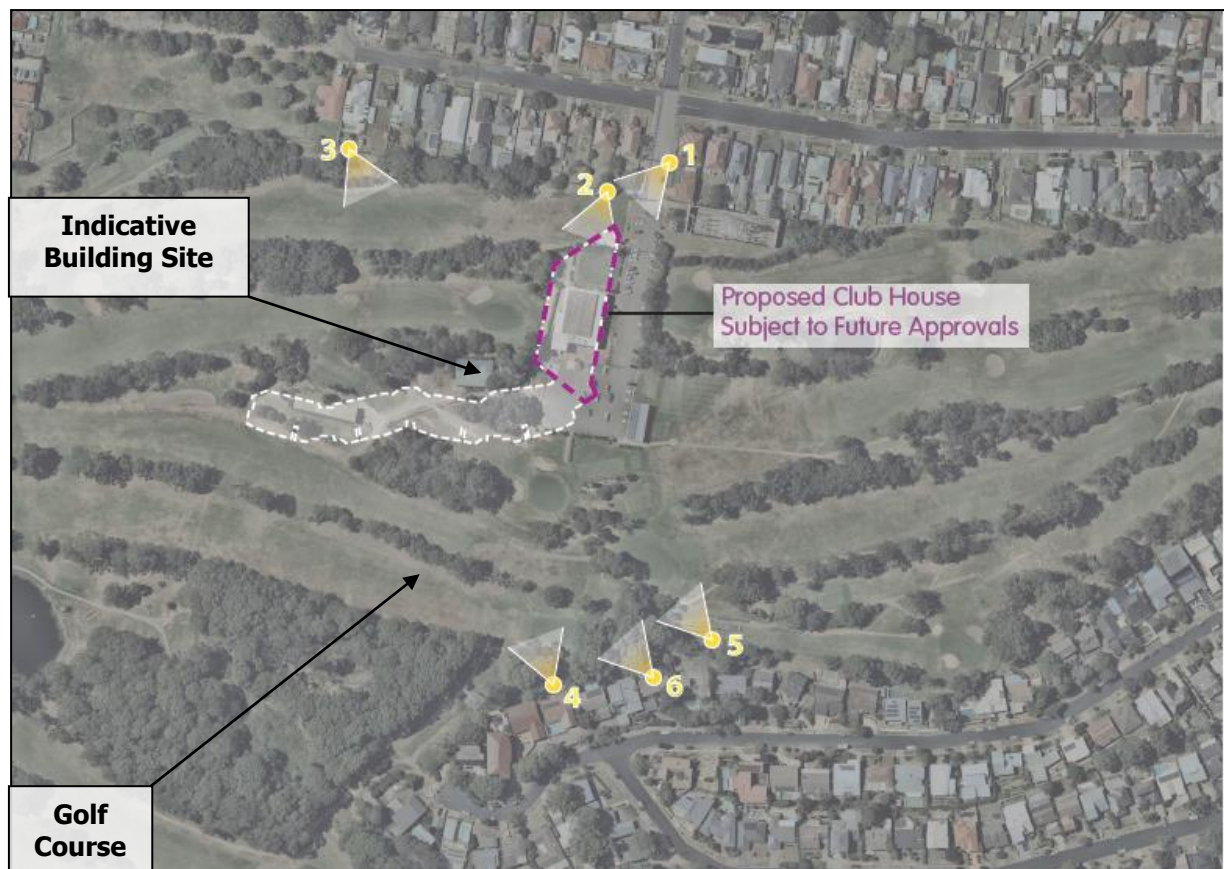 3
1
2
Indicative
Building Site
Proposed Club House
Subject to Future Approvals
5
4
6
Golf
Course